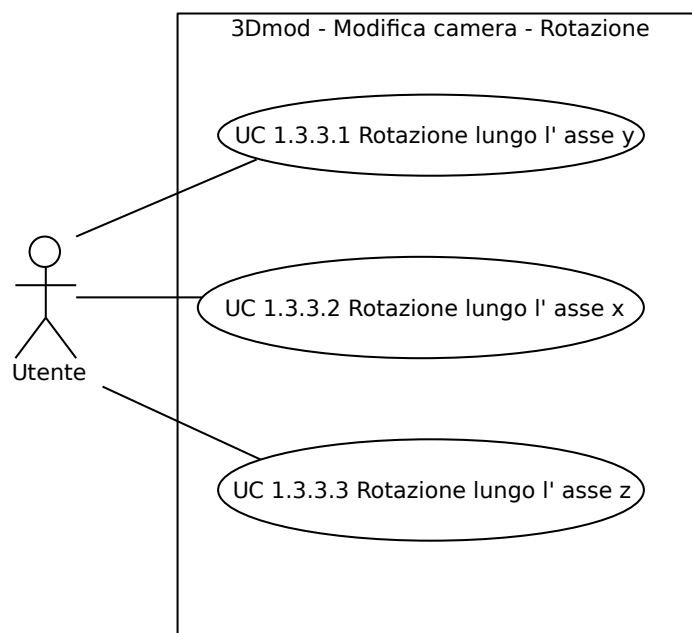 3Dmod - Modifica camera - Rotazione
UC 1.3.3.1 Rotazione lungo l' asse y
UC 1.3.3.2 Rotazione lungo l' asse x
Utente
UC 1.3.3.3 Rotazione lungo l' asse z